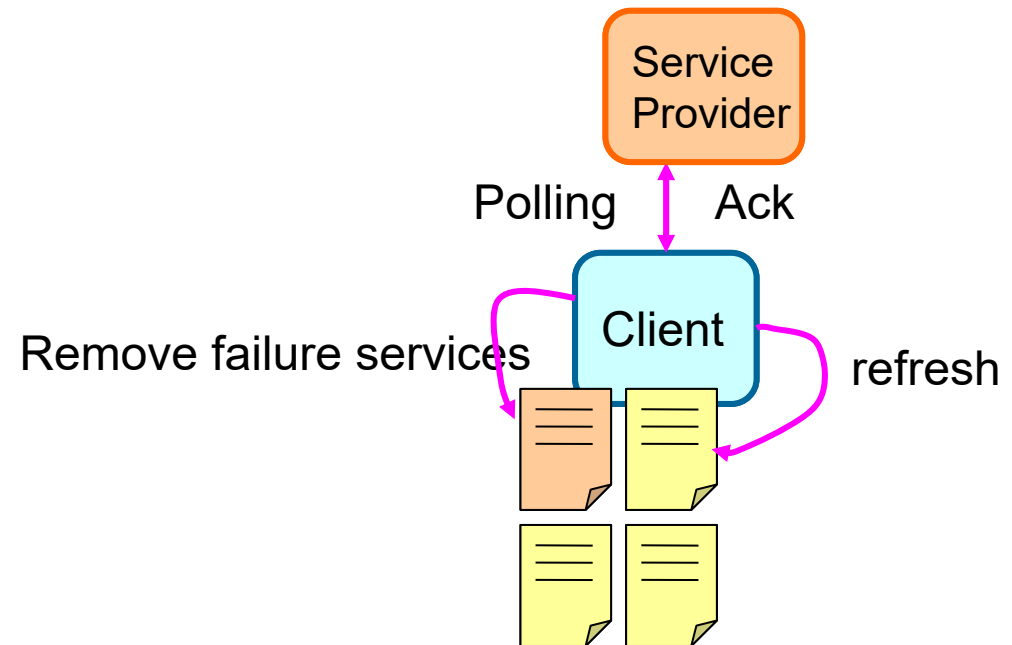 Service
Provider
Polling
Ack
Client
Remove failure services
refresh